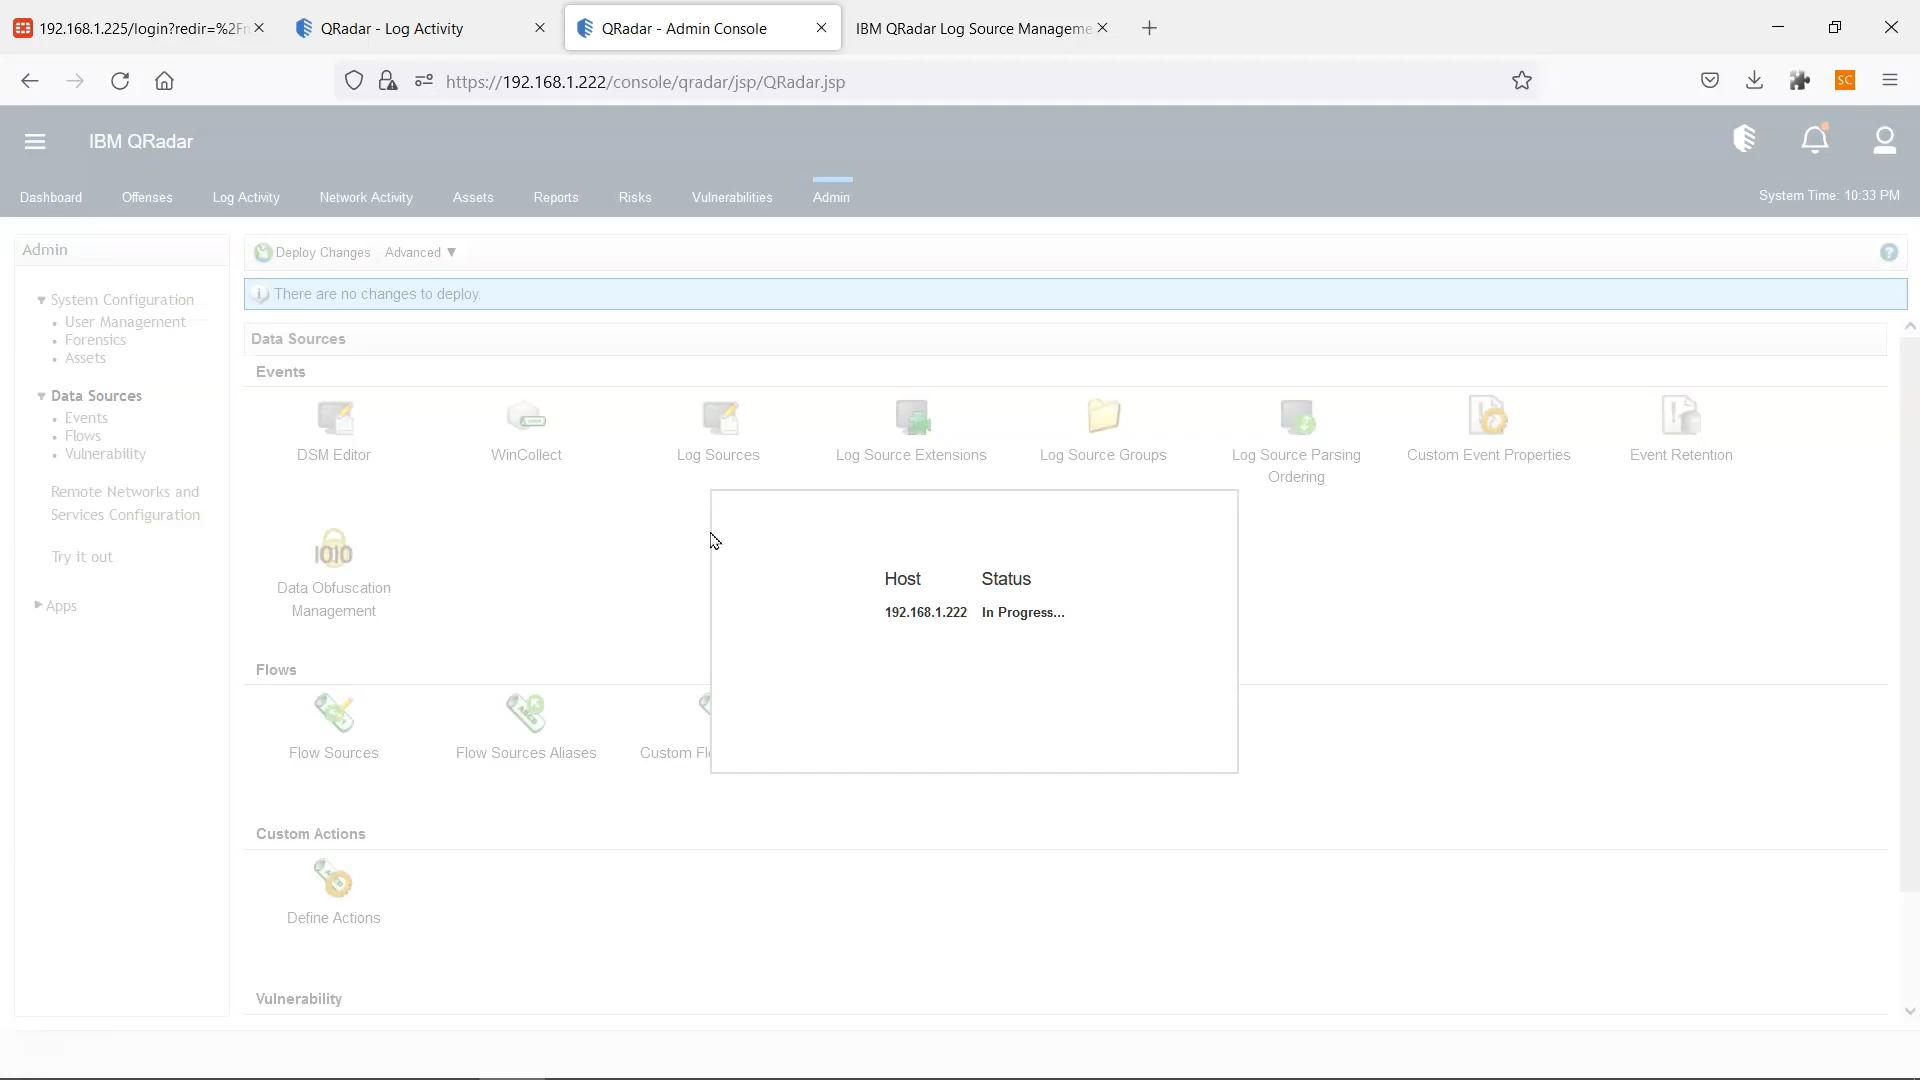 192.168.1.225/login?redir=%2Fn
QRadar - Log Activity
QRadar - Admin Console
IBM QRadar Log Source Manageme
https://192.168.1.222/console/qradar/jsp/QRadar.jsp
SC
IBM QRadar
Dashboard
Offenses
Log Activity
Network Activity
Assets
Reports
Risks
Vulnerabilities
Admin
System Time: 10:33 PM
Admin
Deploy Changes
Advanced ▼
There are no changes to deploy.
System Configuration
User Management
Forensics
Assets
Data Sources
Events
Flows
Vulnerability
Remote Networks and
Services Configuration
Try it out
Apps
Data Sources
Events
DSM Editor
WinCollect
Log Sources
Log Source Extensions
Log Source Groups
Log Source Parsing
Ordering
Custom Event Properties
Event Retention
IOIO
Data Obfuscation
Management
Host
Status
192.168.1.222
In Progress...
Flows
Flow Sources
Flow Sources Aliases
Custom Fl
Custom Actions
Define Actions
Vulnerability